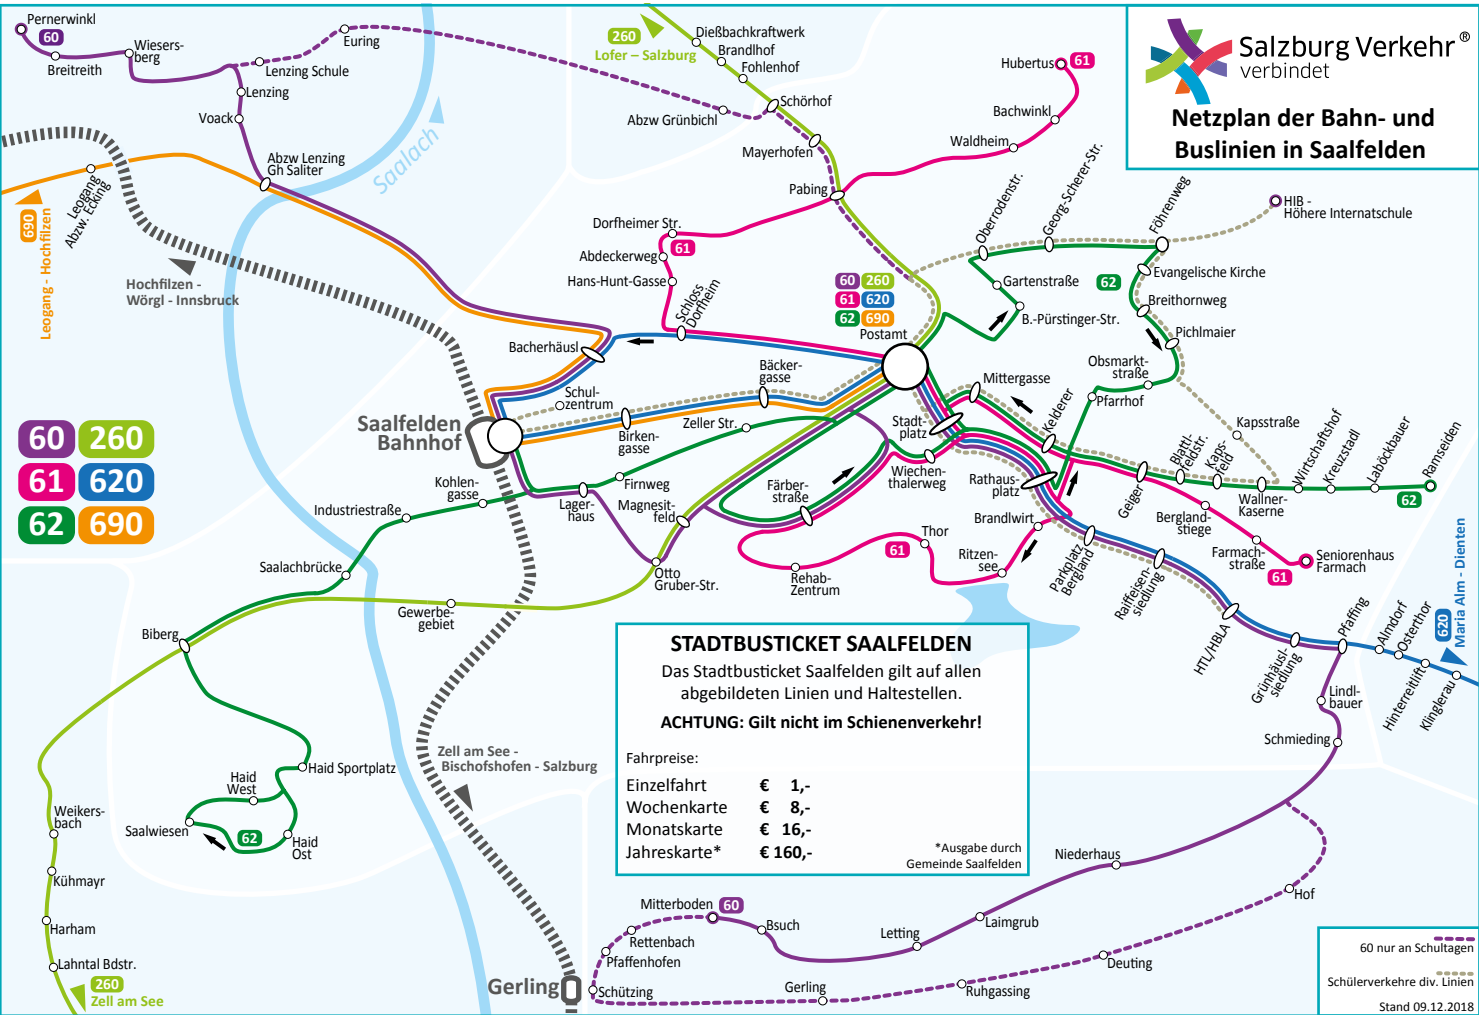 Salzburg Verkehr®
verbindet
Netzplan der Bahn- und
Buslinien in Saalfelden
Pernerwinkl
60
Breitreith
Wiesers-
berg
Lenzing Schule
Euring
Lenzing
Voack
Abzw Lenzing
Gh Saliter
Saalach
260
Lofer – Salzburg
Dießbachkraftwerk
Brandlhof
Fohlenhof
Schörhof
Abzw Grünbichl
Mayerhofen
Pabing
Hubertus
61
Bachwinkl
Waldheim
Leogang
Abzw. Ecking
690
Leogang - Hochfilzen
Hochfilzen -
Wörgl - Innsbruck
Dorfheimer Str.
61
Abdeckerweg
Hans-Hunt-Gasse
Schloss
Dorfheim
60
260
61
620
62
690
Postamt
Oberrodenstr.
Georg-Scherer-Str.
Föhrenweg
HIB -
Höhere Internatschule
Gartenstraße
B.-Pürstinger-Str.
62
Evangelische Kirche
Breithornweg
Pichlmaier
Obsmarkt-
straße
Pfarrhof
Bacherhäusl
Schul-
zentrum
Bäcker-
gasse
Birken-
gasse
Zeller Str.
Saalfelden
Bahnhof
Mittergasse
Stadt-
platz
Kelderer
Kapsstraße
Blattl-
feldstr.
Kaps-
feld
Wirtschaftshof
Kreuzstadl
Laböckbauer
Ramseiden
62
60
260
61
620
62
690
Kohlen-
gasse
Firnweg
Industriestraße
Lager-
haus
Magnesit-
feld
Färber-
straße
Wiechen-
thalerweg
Rathaus-
platz
Geiger
Wallner-
Kaserne
Bergland-
stiege
Farmach-
straße
Seniorenhaus
Farmach
61
Brandlwirt
Thor
61
Ritzen-
see
Rehab-
Zentrum
Parkplatz
Bergland
Raiffeisen-
siedlung
HTL/HBLA
Grünhäusl-
siedlung
Pfaffing
Almdorf
Osterthor
Hinterreitlift
Klinglerau
620
Maria Alm - Dienten
Saalachbrücke
Otto
Gruber-Str.
Gewerbe-
gebiet
Biberg
Haid Sportplatz
Haid
West
Saalwiesen
62
Haid
Ost
Weikers-
bach
Kühmayr
Harham
Lahntal Bdstr.
260
Zell am See
Zell am See -
Bischofshofen - Salzburg
Gerling
STADTBUSTICKET SAALFELDEN
Das Stadtbusticket Saalfelden gilt auf allen
abgebildeten Linien und Haltestellen.
ACHTUNG: Gilt nicht im Schienenverkehr!
Fahrpreise:
Einzelfahrt € 1,-
Wochenkarte € 8,-
Monatskarte € 16,-
Jahreskarte* € 160,-
*Ausgabe durch
Gemeinde Saalfelden
Lindl-
bauer
Schmieding
Niederhaus
Hof
Laimgrub
Letting
Bsuch
Mitterboden
60
Rettenbach
Pfaffenhofen
Schützing
Gerling
Ruhgassing
Deuting
60 nur an Schultagen
Schülerverkehre div. Linien
Stand 09.12.2018